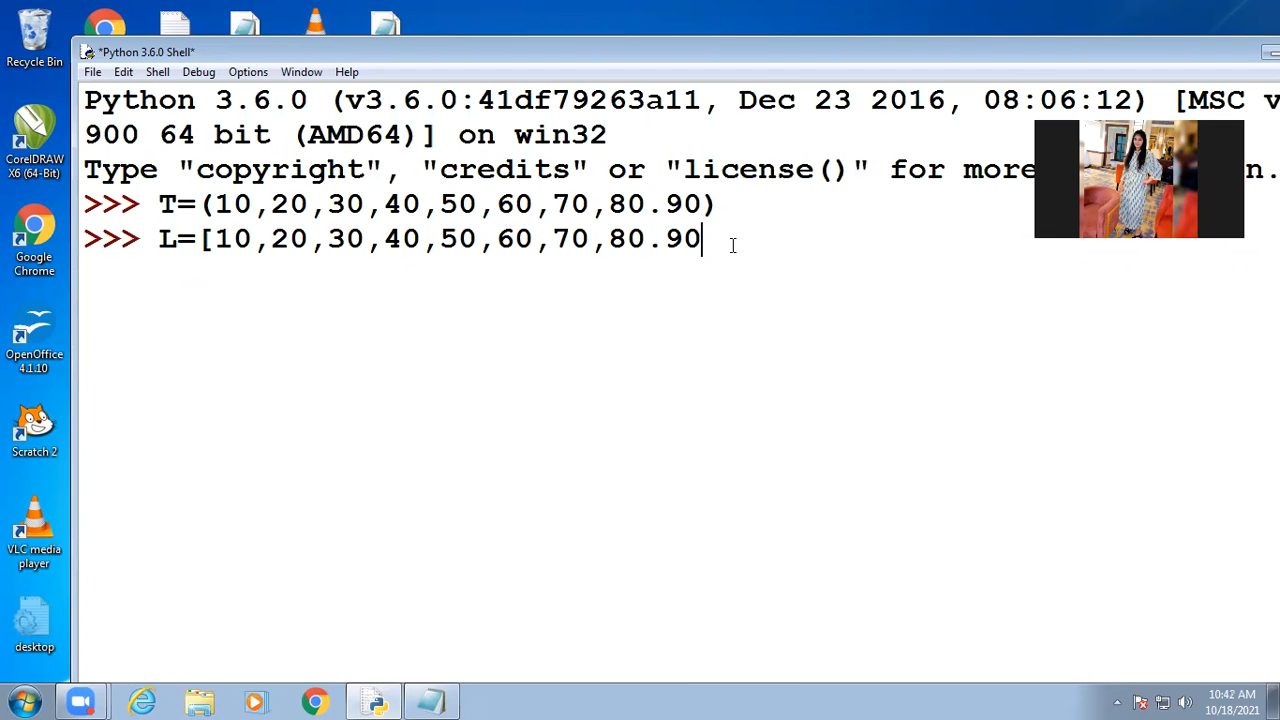 Recycle Bin
*Python 3.6.0 Shell*
File Edit Shell Debug Options Window Help
Python 3.6.0 (v3.6.0:41df79263a11, Dec 23 2016, 08:06:12) [MSC v
900 64 bit (AMD64)] on win32
Type "copyright", "credits" or "license()" for more n.
>>> T=(10,20,30,40,50,60,70,80.90)
>>> L=[10,20,30,40,50,60,70,80.90
CorelDRAW
X6 (64-Bit)
Google
Chrome
OpenOffice
4.1.10
Scratch 2
VLC media
player
desktop
10:42 AM
10/18/2021